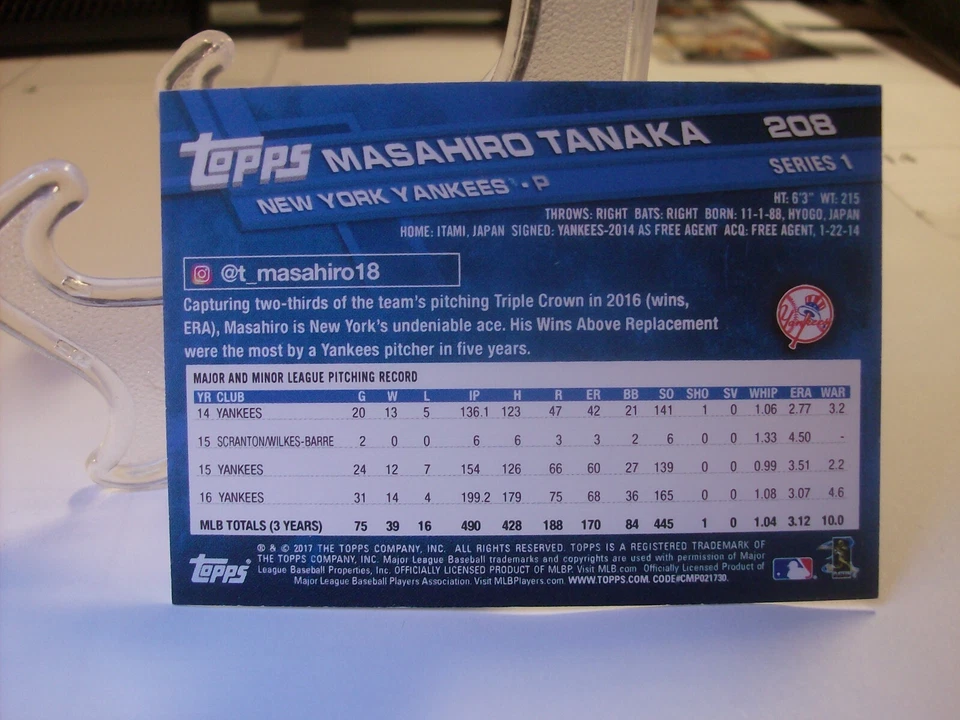 topps MASAHIRO TANAKA 208
NEW YORK YANKEES® - P SERIES 1
HT: 6'3" WT: 215
THROWS: RIGHT BATS: RIGHT BORN: 11-1-88, HYOGO, JAPAN
HOME: ITAMI, JAPAN SIGNED: YANKEES-2014 AS FREE AGENT ACQ: FREE AGENT, 1-22-14
@t_masahiro18
Capturing two-thirds of the team's pitching Triple Crown in 2016 (wins,
ERA), Masahiro is New York's undeniable ace. His Wins Above Replacement
were the most by a Yankees pitcher in five years.
Yankees
MAJOR AND MINOR LEAGUE PITCHING RECORD
YR CLUB G W L IP H R ER BB SO SHO SV WHIP ERA WAR
14 YANKEES 20 13 5 136.1 123 47 42 21 141 1 0 1.06 2.77 3.2
15 SCRANTON/WILKES-BARRE 2 0 0 6 6 3 3 2 6 0 0 1.33 4.50 -
15 YANKEES 24 12 7 154 126 66 60 27 139 0 0 0.99 3.51 2.2
16 YANKEES 31 14 4 199.2 179 75 68 36 165 0 0 1.08 3.07 4.6
MLB TOTALS (3 YEARS) 75 39 16 490 428 188 170 84 445 1 0 1.04 3.12 10.0
topps®
® & © 2017 THE TOPPS COMPANY, INC. ALL RIGHTS RESERVED. TOPPS IS A REGISTERED TRADEMARK OF
THE TOPPS COMPANY, INC. Major League Baseball trademarks and copyrights are used with permission of Major
League Baseball Properties, Inc. OFFICIALLY LICENSED PRODUCT OF MLBP. Visit MLB.com Officially Licensed Product of
Major League Baseball Players Association. Visit MLBPlayers.com. WWW.TOPPS.COM. CODE#CMP021730.